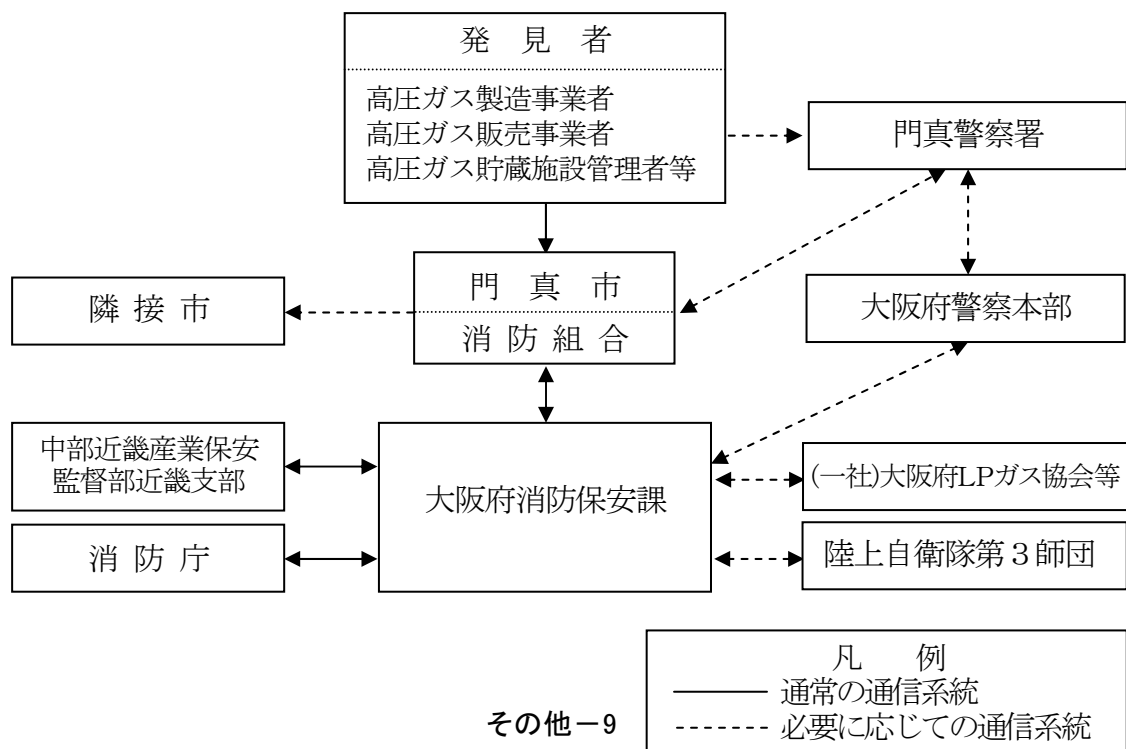 発見者
高圧ガス製造事業者
高圧ガス販売事業者
高圧ガス貯蔵施設管理者等
門真警察署
門真市
消防組合
隣接市
大阪府警察本部
中部近畿産業保安
監督部近畿支部
大阪府消防保安課
(一社)大阪府LPガス協会等
消防庁
陸上自衛隊第3師団
凡例
通常の通信系統
必要に応じての通信系統
その他－9